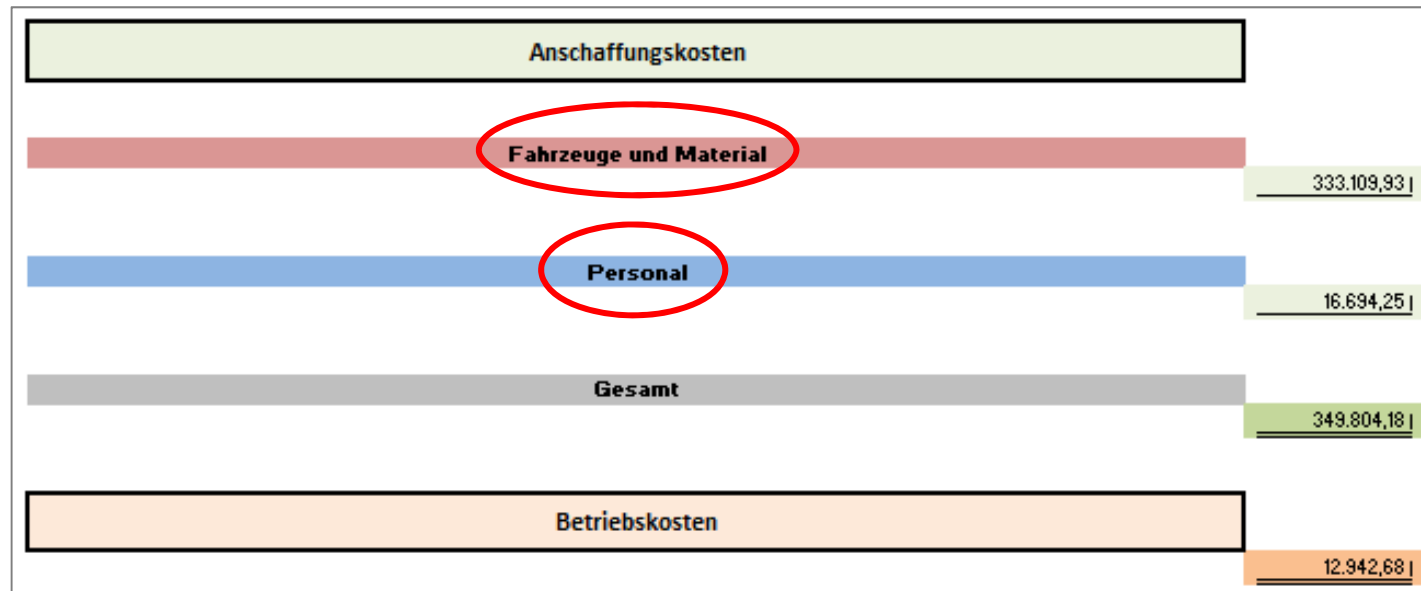 Anschaffungskosten
Fahrzeuge und Material
333.109,93
Personal
16.694,25
Gesamt
349.804,18
Betriebskosten
12.942,68